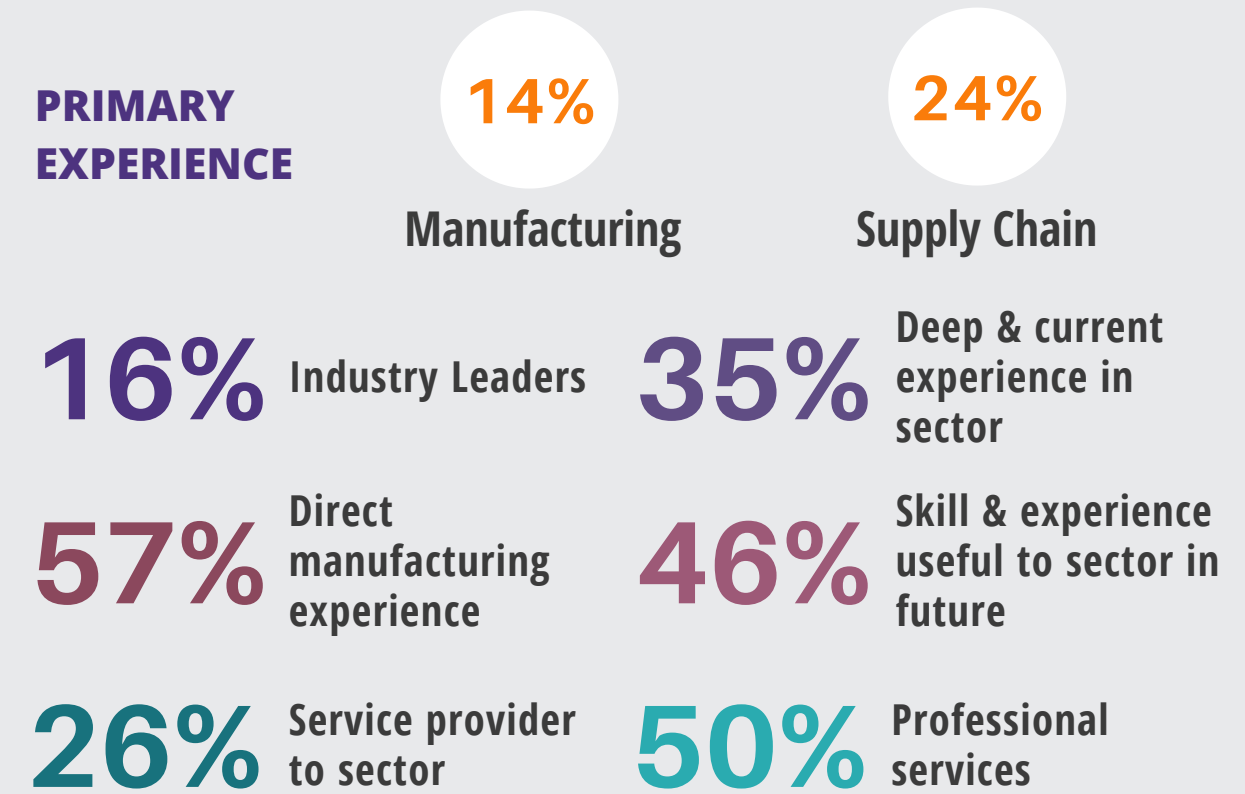 PRIMARY
EXPERIENCE
14%
Manufacturing
24%
Supply Chain
16%
Industry Leaders
35%
Deep & current
experience in
sector
57%
Direct
manufacturing
experience
46%
Skill & experience
useful to sector in
future
26%
Service provider
to sector
50%
Professional
services